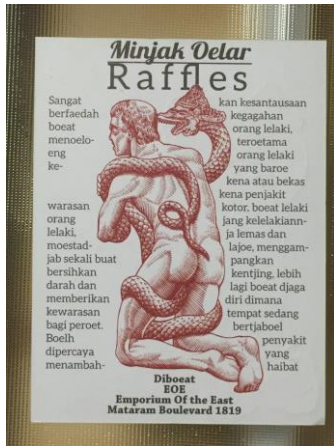 Minjak Oelar
Raffles
Sangat
berfaedah
boeat
menoelo-
eng
ke-
warasan
orang
lelaki,
moestad-
jab sekali buat
bersihkan
darah dan
memberikan
kewarasan
bagi peroet.
Boelh
dipercaya
menambah-
kan kesantausaan
kegagahan
orang lelaki,
teroetama
orang lelaki
yang baroe
kena atau bekas
kena penjakit
kotor, boeat lelaki
jang kelelakiann-
ja lemas dan
lajoe, menggam-
pangkan
kentjing, lebih
lagi boeat djaga
diri dimana
tempat sedang
bertjaboel
penyakit
yang
haibat
Diboeat
EOE
Emporium Of the East
Mataram Boulevard 1819